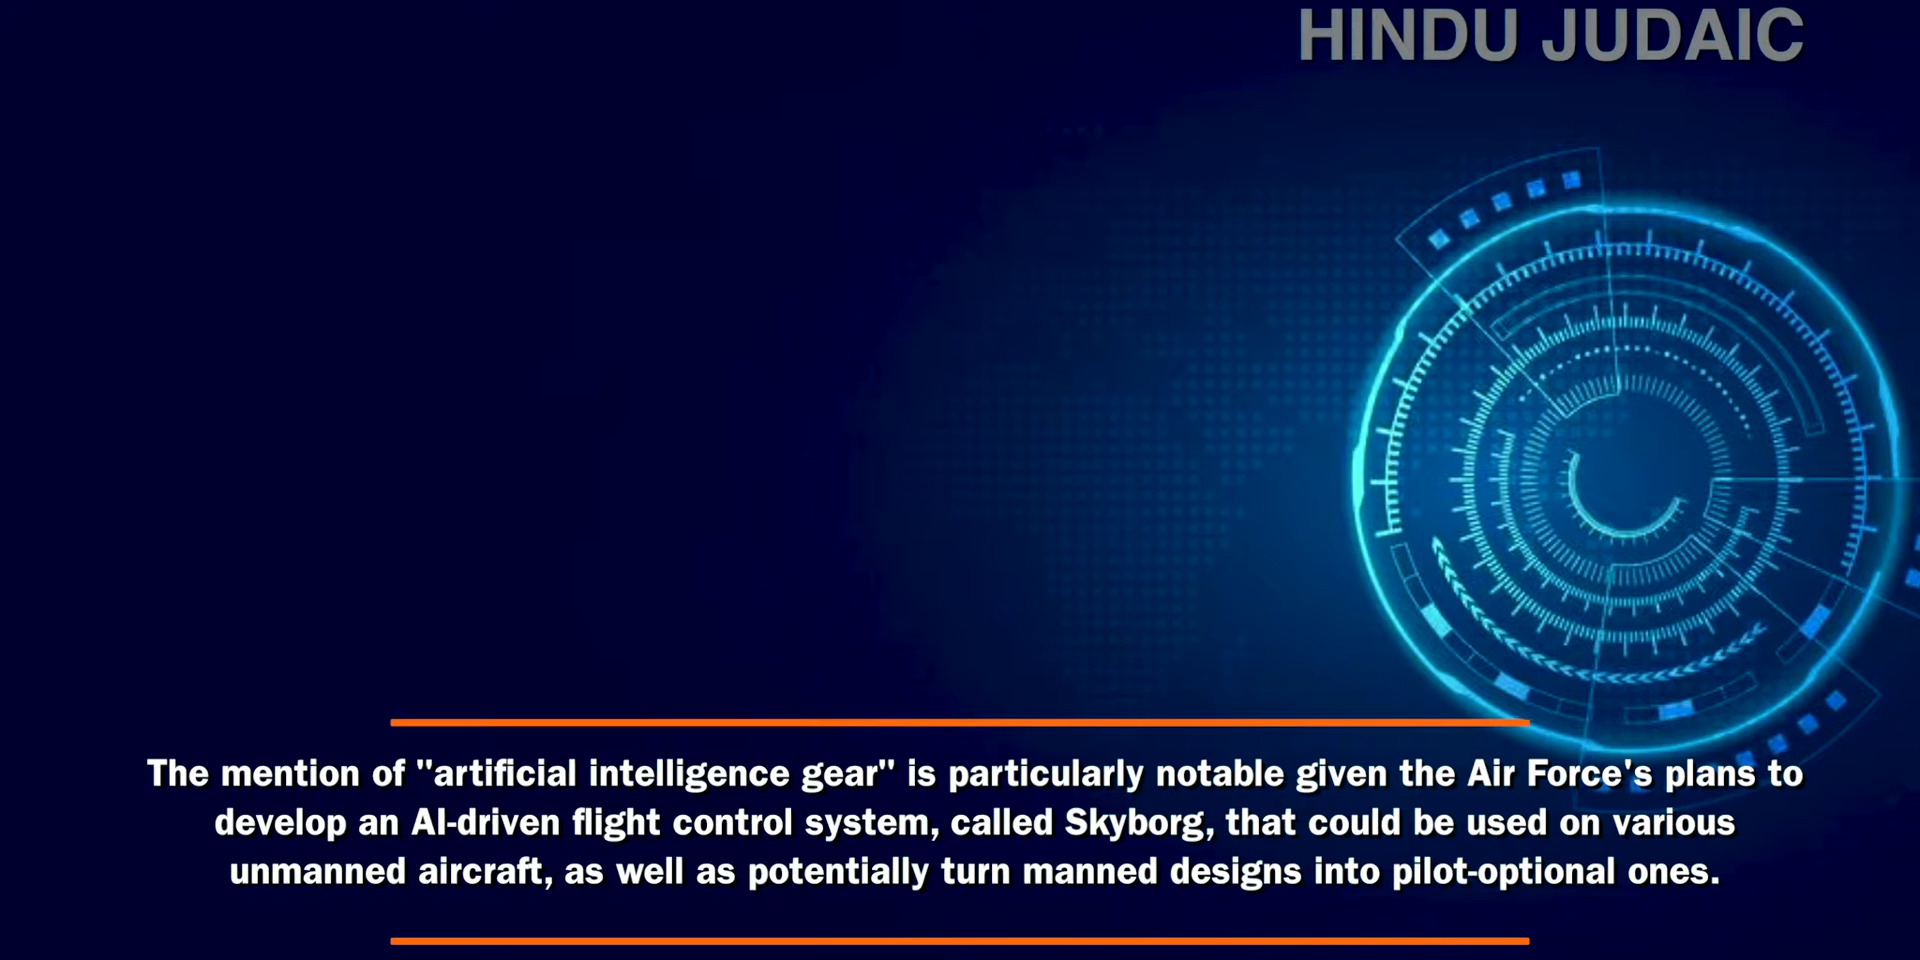 HINDU JUDAIC
The mention of "artificial intelligence gear" is particularly notable given the Air Force's plans to
develop an AI-driven flight control system, called Skyborg, that could be used on various
unmanned aircraft, as well as potentially turn manned designs into pilot-optional ones.